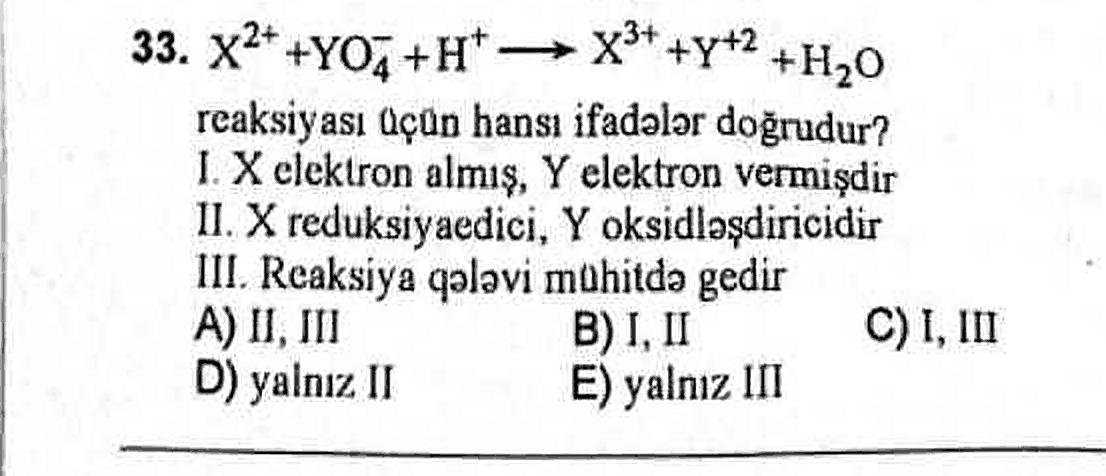 33. X²⁺ +YO₄⁻ +H⁺ ⟶ X³⁺ +Y⁺² +H₂O
reaksiyası üçün hansı ifadələr doğrudur?
I. X elektron almış, Y elektron vermişdir
II. X reduksiyaedici, Y oksidləşdiricidir
III. Reaksiya qələvi mühitdə gedir
A) II, III B) I, II C) I, III
D) yalnız II E) yalnız III